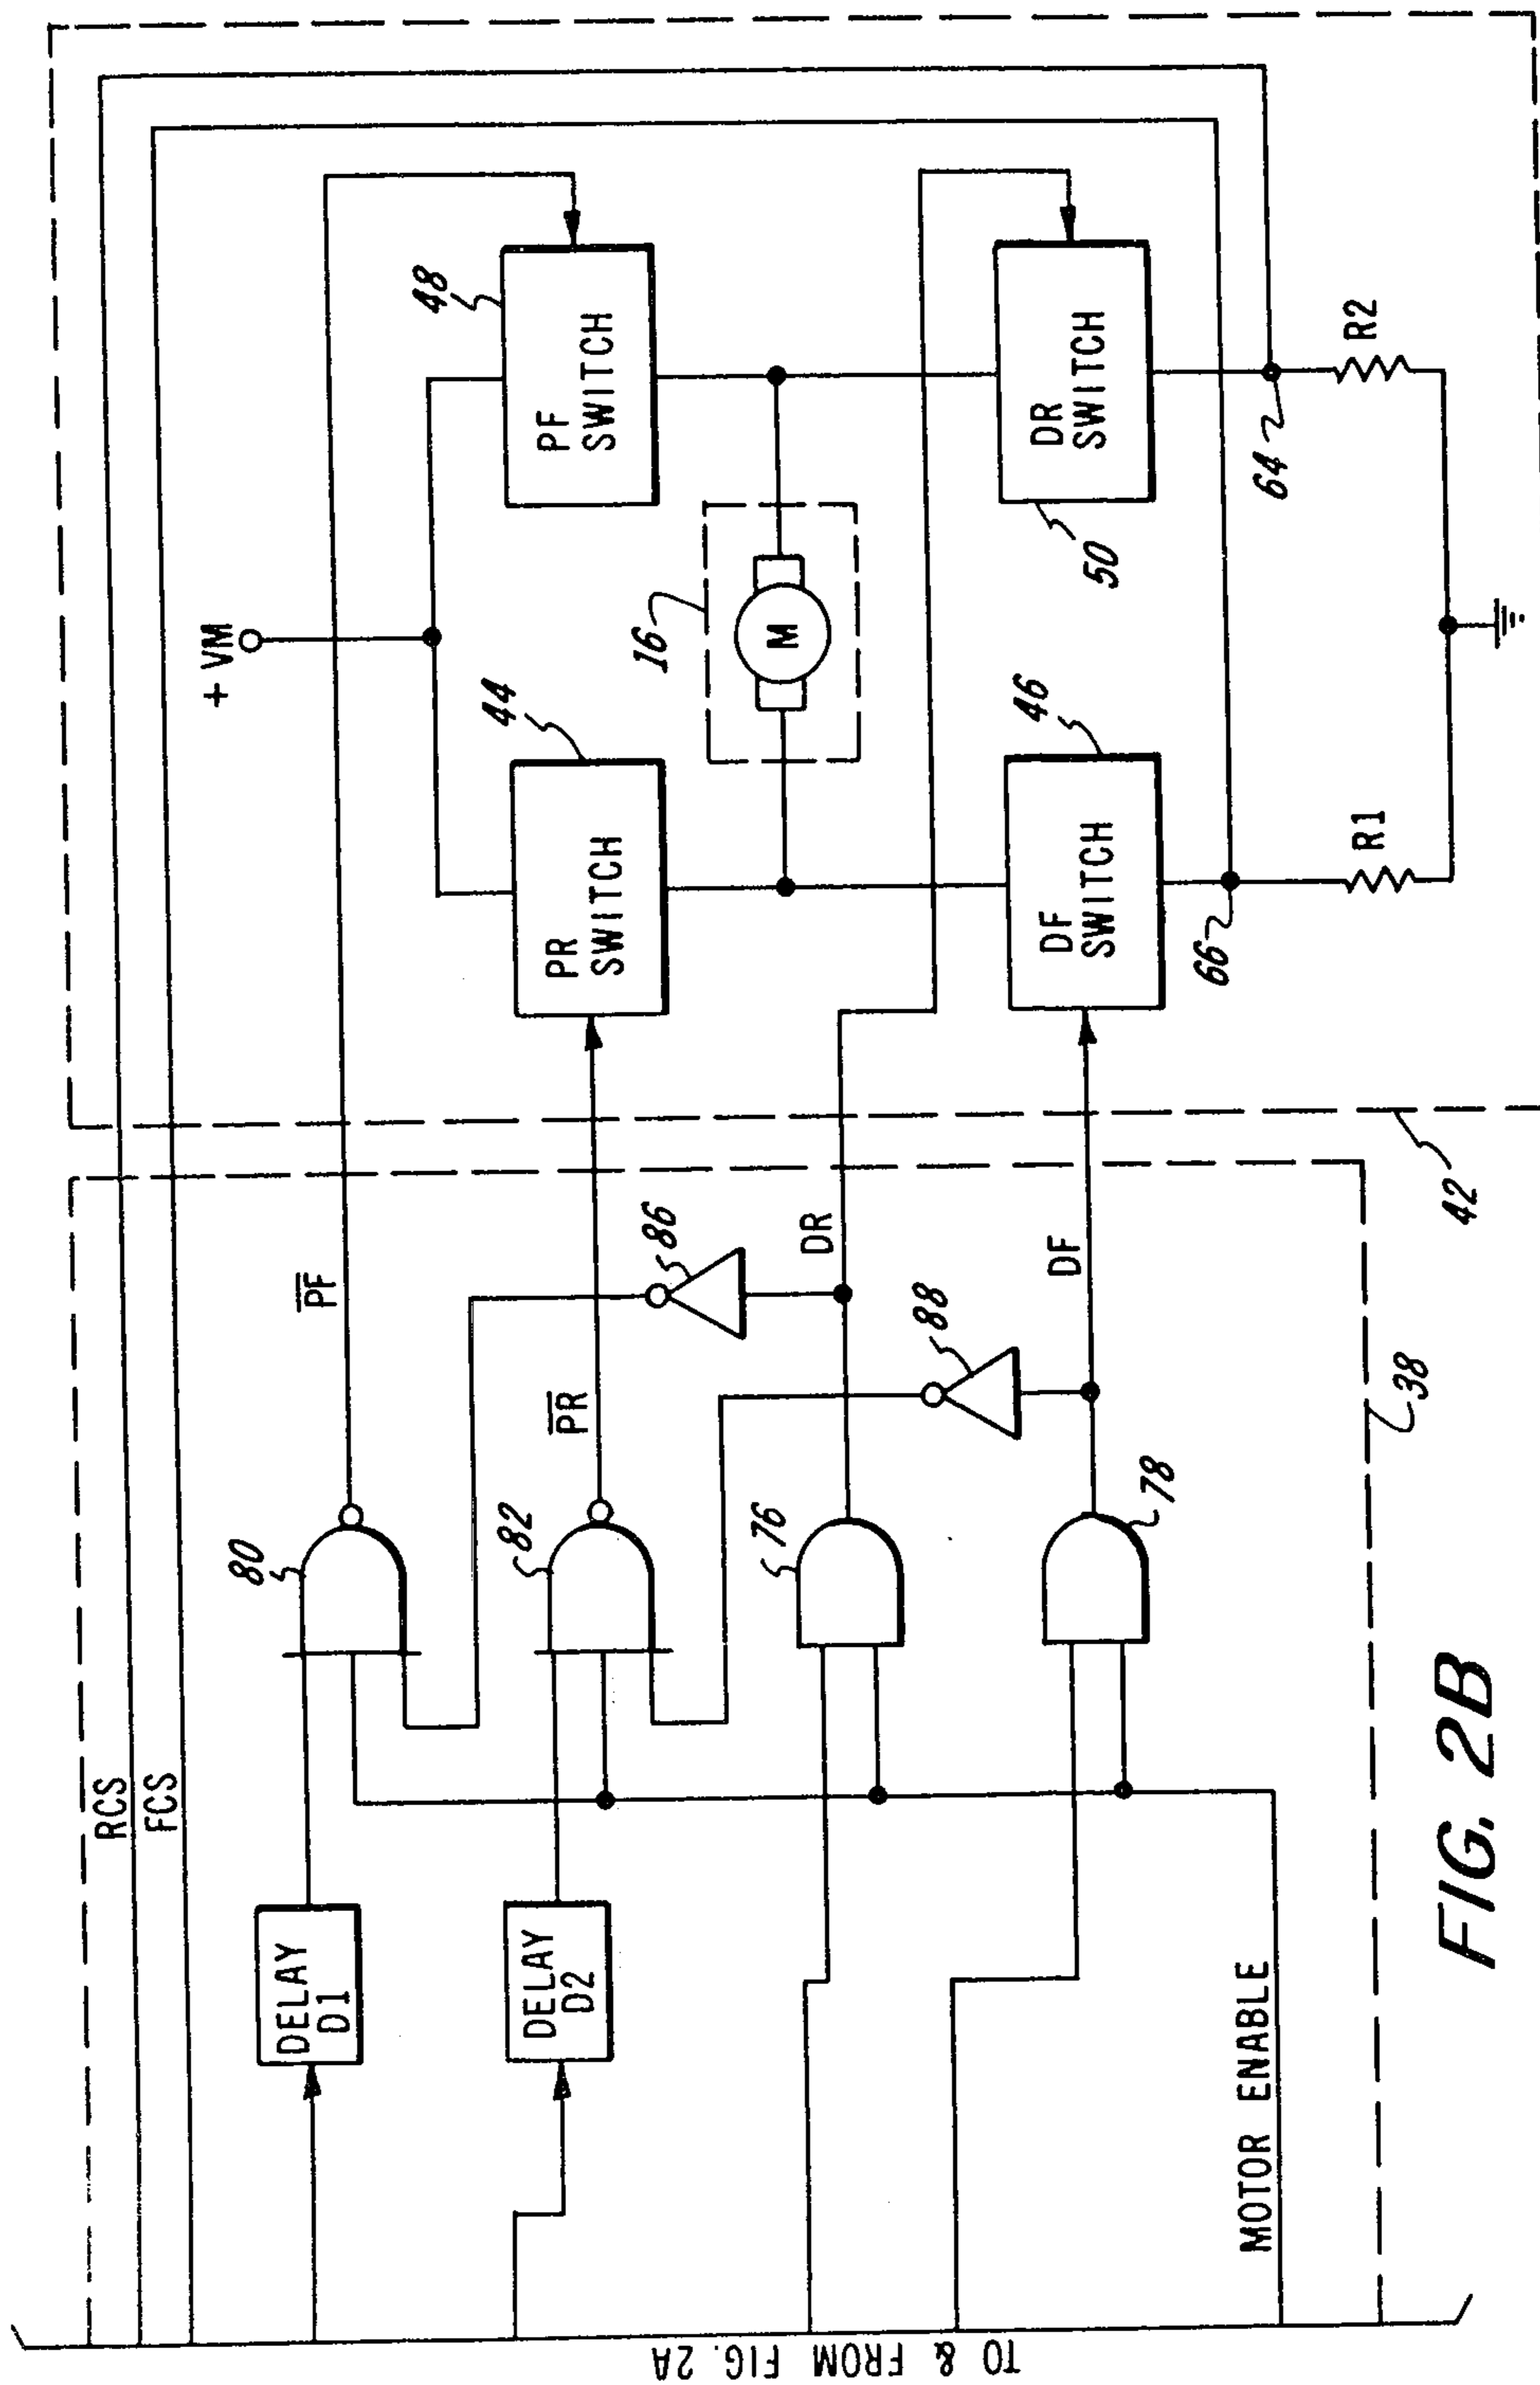 RCS
FCS
DELAY
D1
DELAY
D2
MOTOR ENABLE
TO & FROM FIG. 2A
80
82
76
78
P̅F̅
P̅R̅
86
DR
88
DF
38
42
+ VM
44
PR
SWITCH
48
PF
SWITCH
16
M
46
DF
SWITCH
50
DR
SWITCH
66
64
R1
R2
FIG. 2B